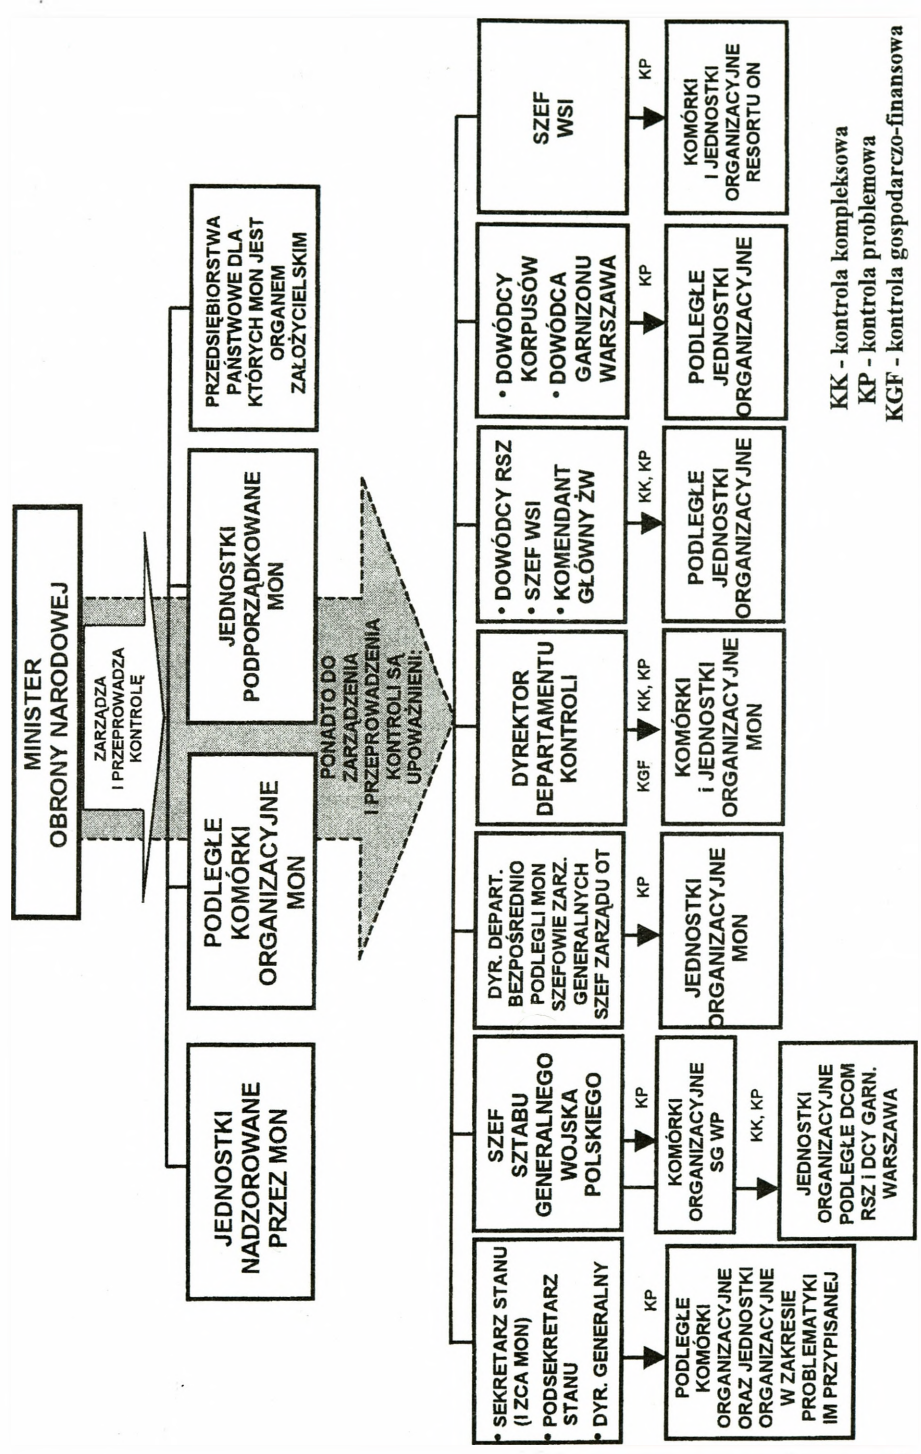 MINISTER
OBRONY NARODOWEJ
ZARZĄDZA
I PRZEPROWADZA
KONTROLĘ
JEDNOSTKI
NADZOROWANE
PRZEZ MON
PODLEGŁE
KOMÓRKI
ORGANIZACYJNE
MON
JEDNOSTKI
PODPORZĄDKOWANE
MON
PRZEDSIĘBIORSTWA
PAŃSTWOWE DLA
KTÓRYCH MON JEST
ORGANEM
ZAŁOŻYCIELSKIM
PONADTO DO
ZARZĄDZENIA
I PRZEPROWADZENIA
KONTROLI SĄ
UPOWAŻNIENI:
• SEKRETARZ STANU
(I ZCA MON)
• PODSEKRETARZ
STANU
• DYR. GENERALNY
KP
PODLEGŁE
KOMÓRKI
ORGANIZACYJNE
ORAZ JEDNOSTKI
ORGANIZACYJNE
W ZAKRESIE
PROBLEMATYKI
IM PRZYPISANEJ
SZEF
SZTABU
GENERALNEGO
WOJSKA
POLSKIEGO
KP
KOMÓRKI
ORGANIZACYJNE
SG WP
KK, KP
JEDNOSTKI
ORGANIZACYJNE
PODLEGŁE DCOM
RSZ i DCY GARN.
WARSZAWA
DYR. DEPART.
BEZPOŚREDNIO
PODLEGLI MON
SZEFOWIE ZARZ.
GENERALNYCH
SZEF ZARZĄDU OT
KP
JEDNOSTKI
ORGANIZACYJNE
MON
DYREKTOR
DEPARTAMENTU
KONTROLI
KGF KK, KP
KOMÓRKI
i JEDNOSTKI
ORGANIZACYJNE
MON
• DOWÓDCY RSZ
• SZEF WSI
• KOMENDANT
GŁÓWNY ŻW
KK, KP
PODLEGŁE
JEDNOSTKI
ORGANIZACYJNE
• DOWÓDCY
KORPUSÓW
• DOWÓDCA
GARNIZONU
WARSZAWA
KP
PODLEGŁE
JEDNOSTKI
ORGANIZACYJNE
SZEF
WSI
KP
KOMÓRKI
I JEDNOSTKI
ORGANIZACYJNE
RESORTU ON
KK - kontrola kompleksowa
KP - kontrola problemowa
KGF - kontrola gospodarczo-finansowa